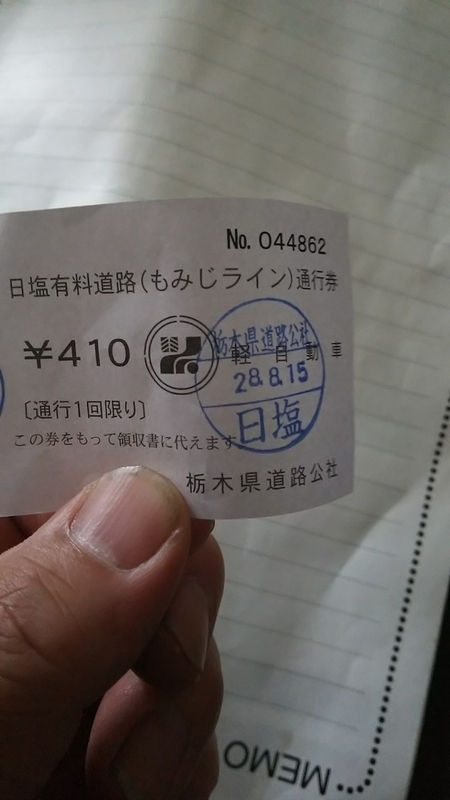 No. 044862
日塩有料道路(もみじライン)通行券
¥410
軽自動車
〔通行1回限り〕
この券をもって領収書に代えます。
栃木県道路公社
栃木県道路公社
28.8.15
日塩
MEMO